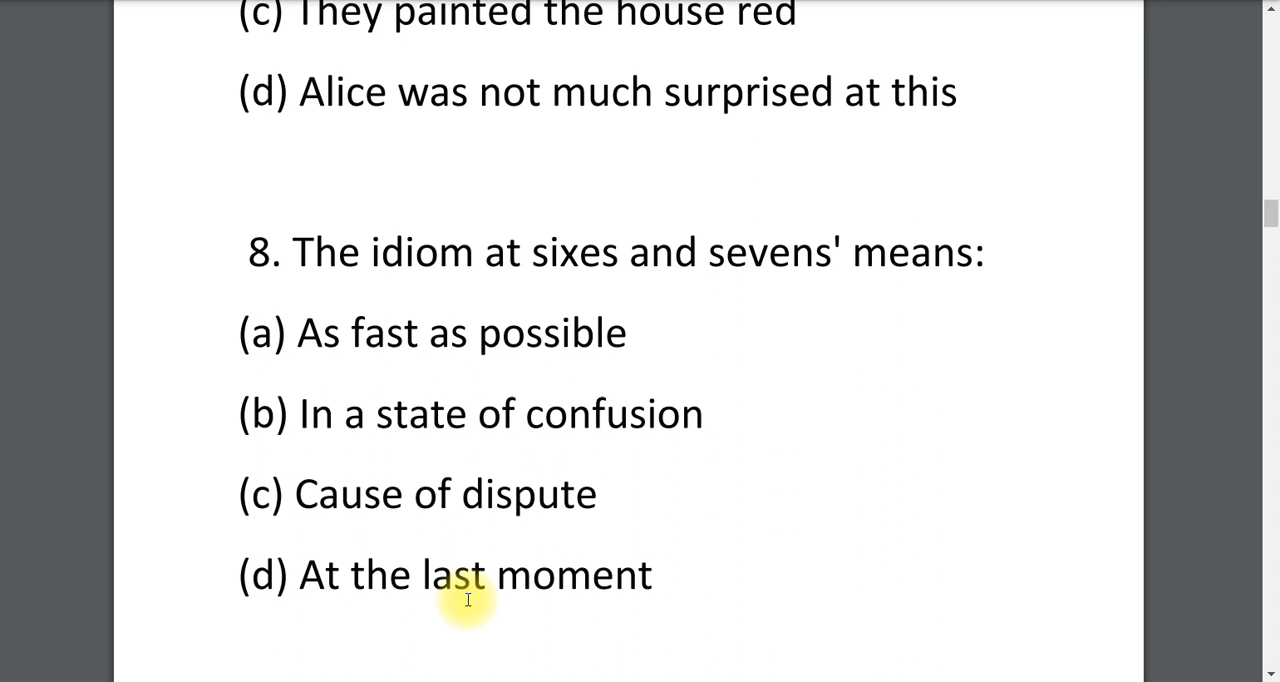 (c) They painted the house red
(d) Alice was not much surprised at this
8. The idiom at sixes and sevens' means:
(a) As fast as possible
(b) In a state of confusion
(c) Cause of dispute
(d) At the last moment